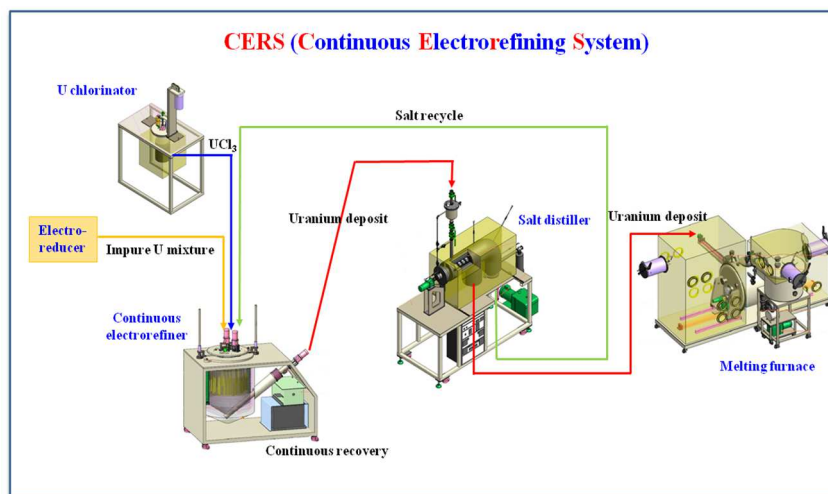 CERS (Continuous Electrorefining System)
U chlorinator
Salt recycle
UCl₃
Uranium deposit
Salt distiller
Uranium deposit
Electro-
reducer
Impure U mixture
Continuous
electrorefiner
Melting furnace
Continuous recovery